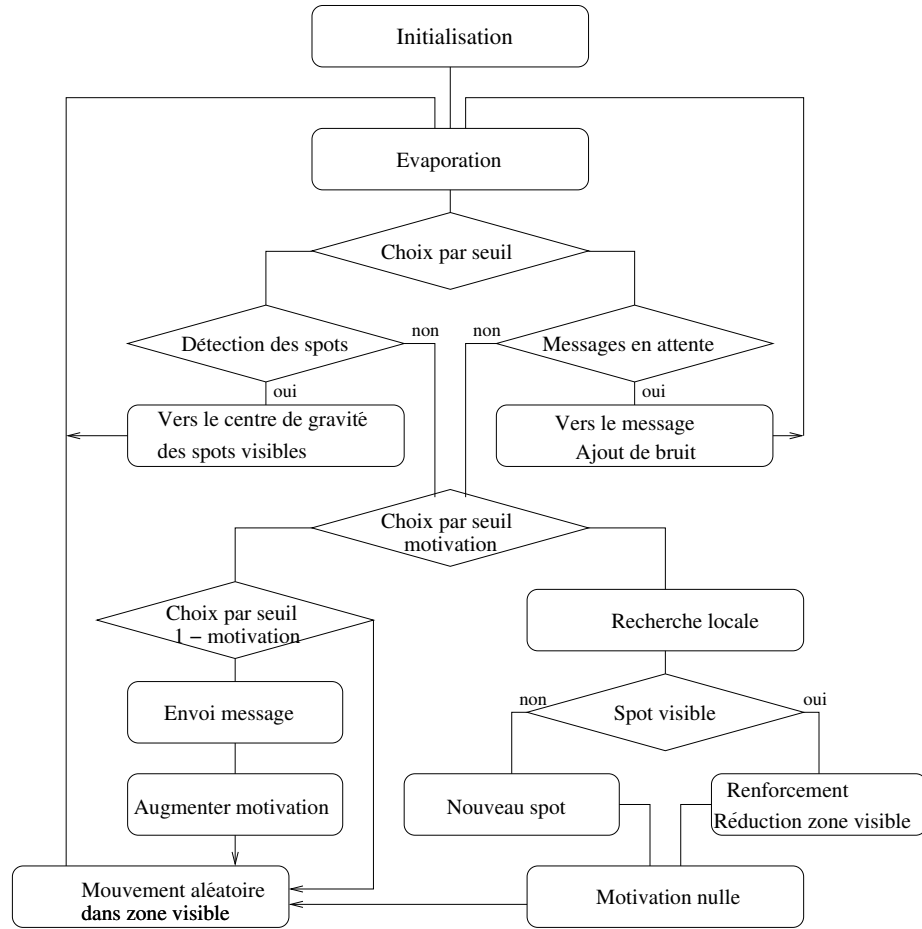 Initialisation
Evaporation
Choix par seuil
Détection des spots
non
non
Messages en attente
oui
oui
Vers le centre de gravité
des spots visibles
Vers le message
Ajout de bruit
Choix par seuil
motivation
Choix par seuil
1 − motivation
Recherche locale
Envoi message
non
Spot visible
oui
Augmenter motivation
Nouveau spot
Renforcement
Réduction zone visible
Mouvement aléatoire
dans zone visible
Motivation nulle